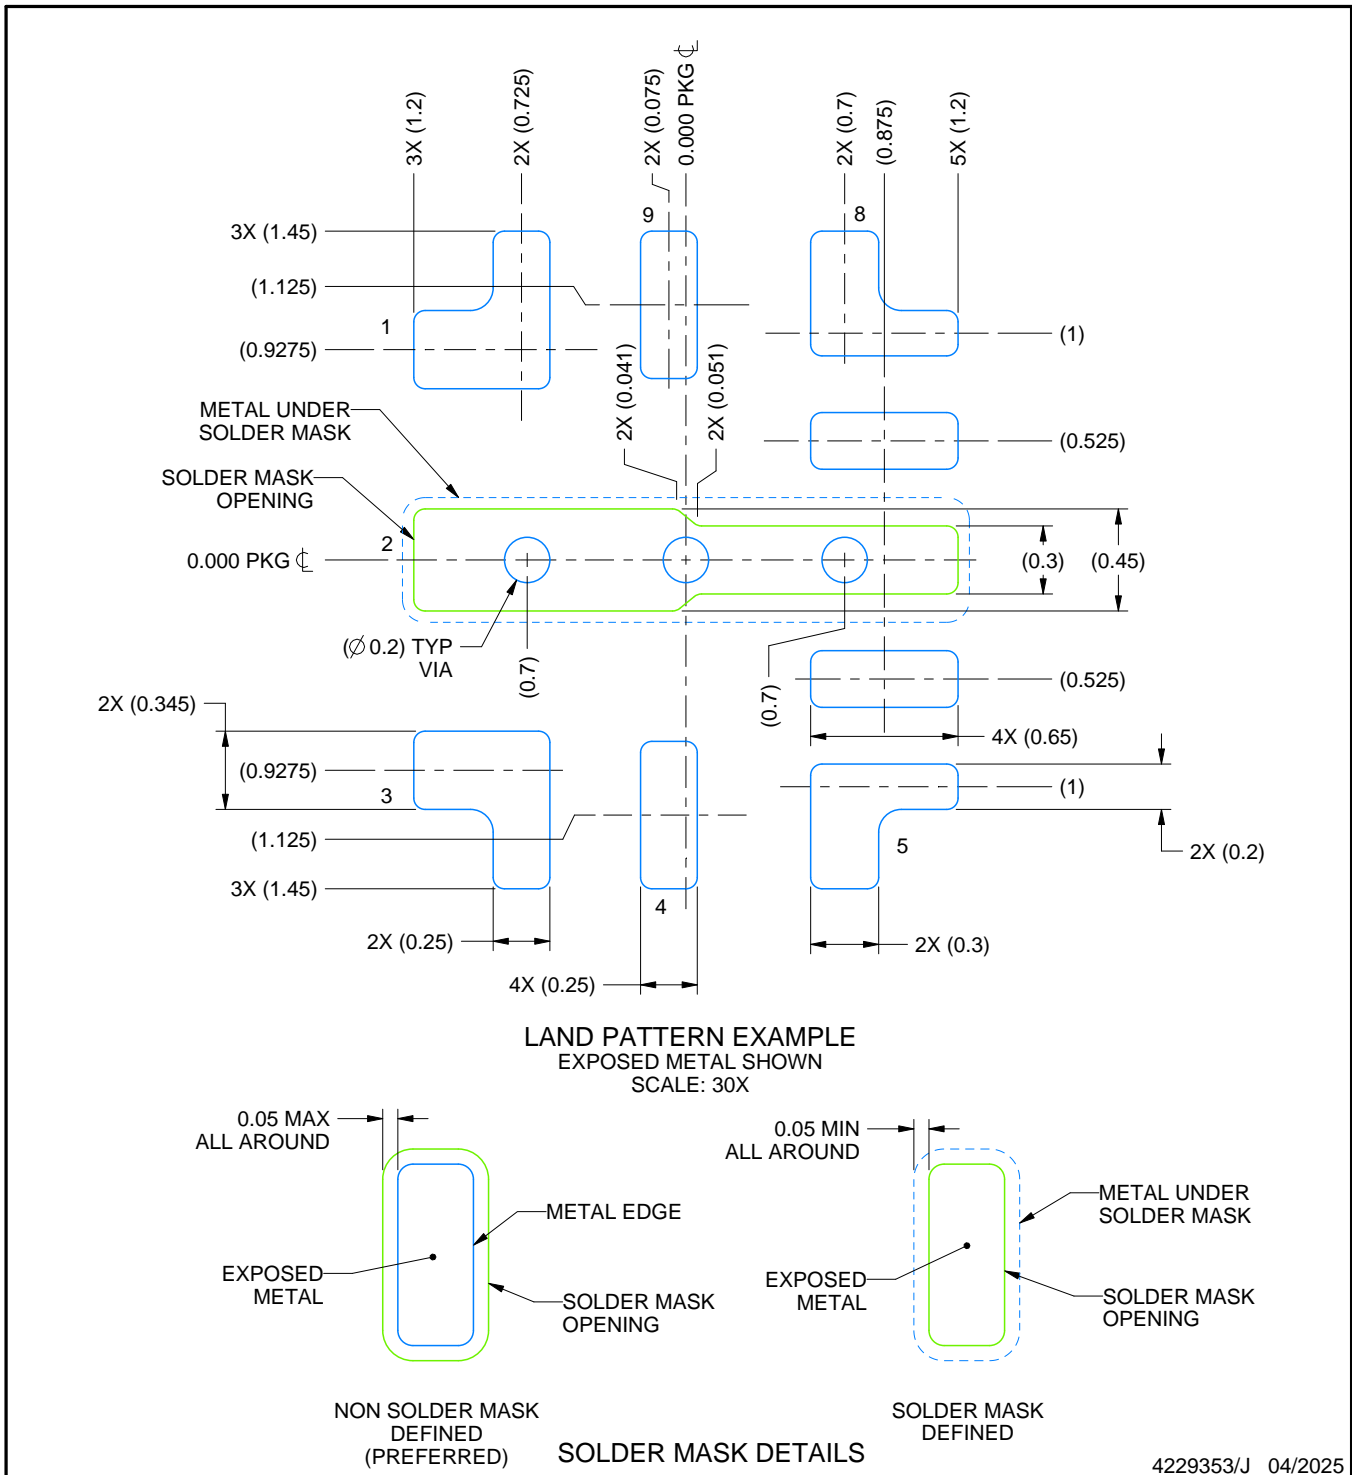 3X (1.2)
2X (0.725)
2X (0.075)
0.000 PKG ℄
2X (0.7)
(0.875)
5X (1.2)
9
8
3X (1.45)
(1.125)
1
(0.9275)
(1)
2X (0.041)
2X (0.051)
METAL UNDER
SOLDER MASK
(0.525)
SOLDER MASK
OPENING
2
0.000 PKG ℄
(0.3)
(0.45)
(∅ 0.2) TYP
VIA
(0.7)
(0.7)
(0.525)
2X (0.345)
4X (0.65)
(0.9275)
3
(1)
(1.125)
5
2X (0.2)
3X (1.45)
4
2X (0.25)
2X (0.3)
4X (0.25)
LAND PATTERN EXAMPLE
EXPOSED METAL SHOWN
SCALE: 30X
0.05 MAX
ALL AROUND
0.05 MIN
ALL AROUND
METAL EDGE
METAL UNDER
SOLDER MASK
EXPOSED
METAL
EXPOSED
METAL
SOLDER MASK
OPENING
SOLDER MASK
OPENING
NON SOLDER MASK
DEFINED
(PREFERRED)
SOLDER MASK
DEFINED
SOLDER MASK DETAILS
4229353/J 04/2025